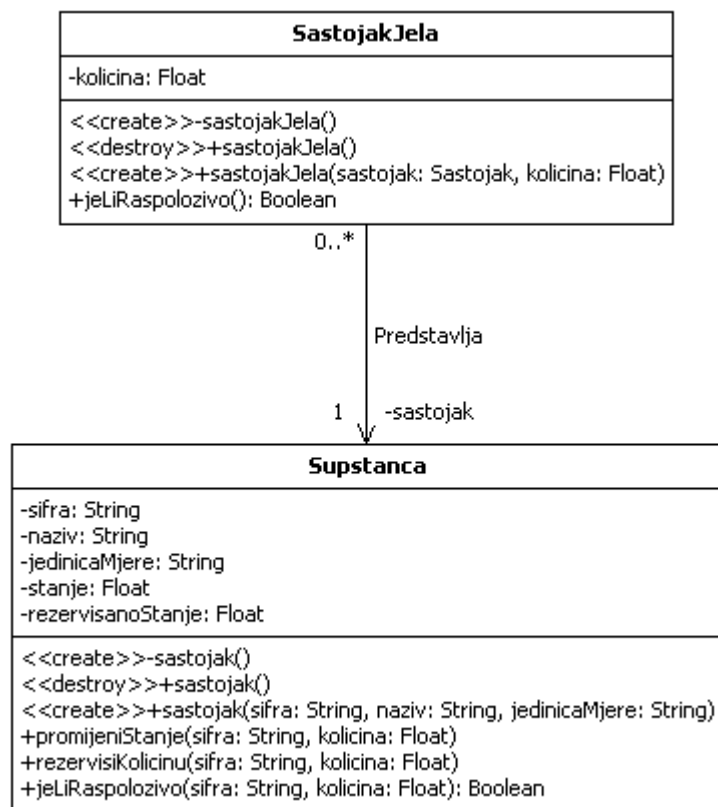 SastojakJela
-kolicina: Float
<<create>>-sastojakJela()
<<destroy>>+sastojakJela()
<<create>>+sastojakJela(sastojak: Sastojak, kolicina: Float)
+jeLiRaspolozivo(): Boolean
0..*
Predstavlja
1 -sastojak
Supstanca
-sifra: String
-naziv: String
-jedinicaMjere: String
-stanje: Float
-rezervisanoStanje: Float
<<create>>-sastojak()
<<destroy>>+sastojak()
<<create>>+sastojak(sifra: String, naziv: String, jedinicaMjere: String)
+promijeniStanje(sifra: String, kolicina: Float)
+rezervisiKolicinu(sifra: String, kolicina: Float)
+jeLiRaspolozivo(sifra: String, kolicina: Float): Boolean